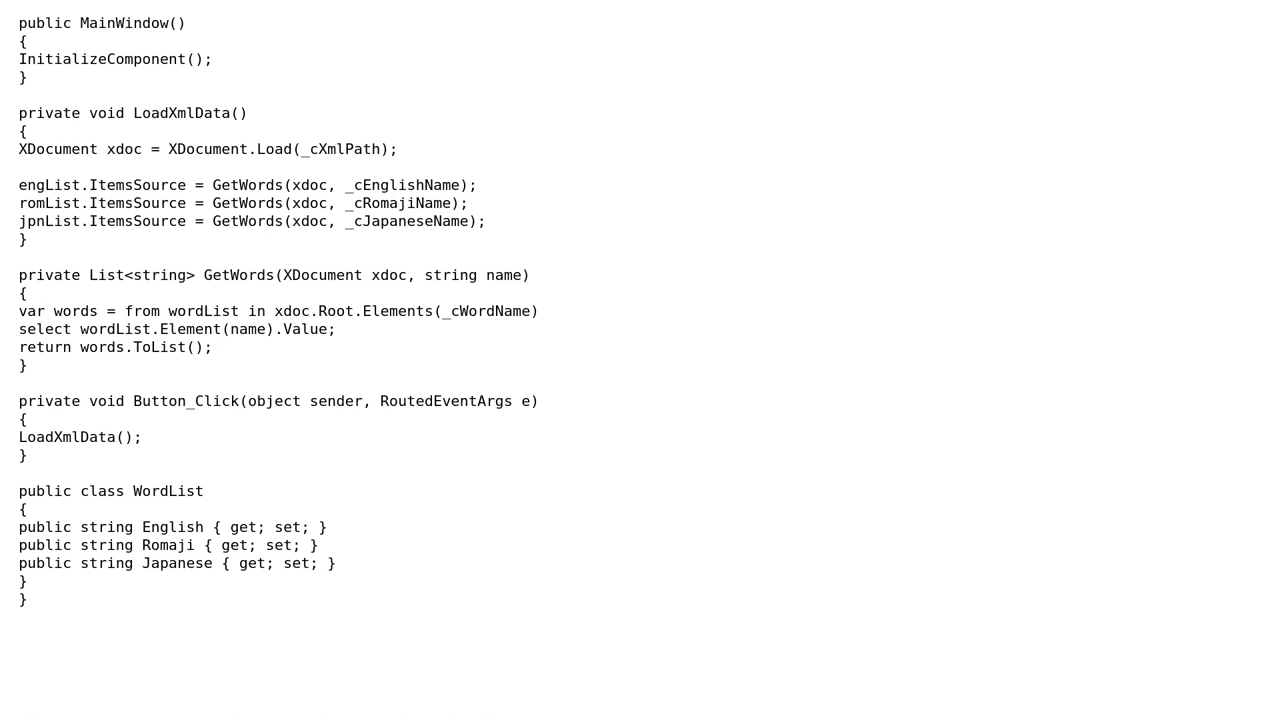 public MainWindow()
{
InitializeComponent();
}

private void LoadXmlData()
{
XDocument xdoc = XDocument.Load(_cXmlPath);

engList.ItemsSource = GetWords(xdoc, _cEnglishName);
romList.ItemsSource = GetWords(xdoc, _cRomajiName);
jpnList.ItemsSource = GetWords(xdoc, _cJapaneseName);
}

private List<string> GetWords(XDocument xdoc, string name)
{
var words = from wordList in xdoc.Root.Elements(_cWordName)
select wordList.Element(name).Value;
return words.ToList();
}

private void Button_Click(object sender, RoutedEventArgs e)
{
LoadXmlData();
}

public class WordList
{
public string English { get; set; }
public string Romaji { get; set; }
public string Japanese { get; set; }
}
}